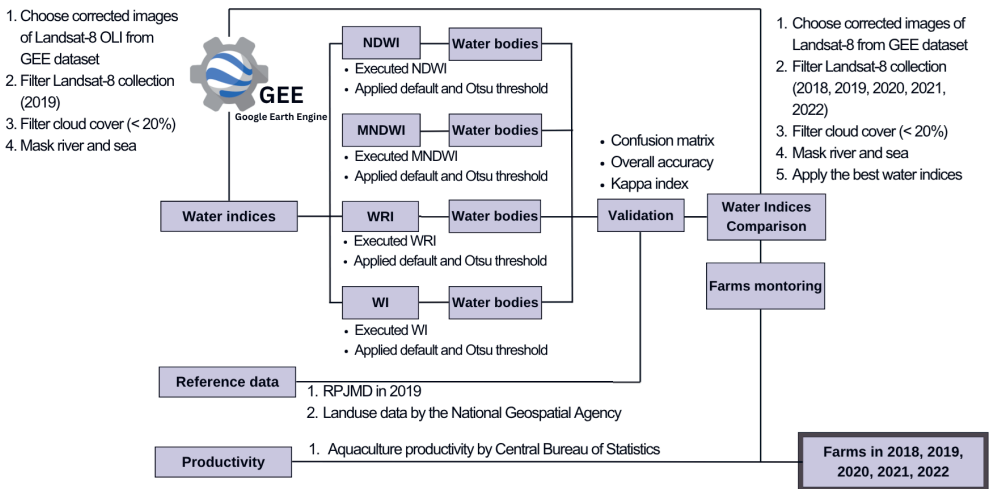 1. Choose corrected images
of Landsat-8 OLI from
GEE dataset
2. Filter Landsat-8 collection
(2019)
3. Filter cloud cover (< 20%)
4. Mask river and sea
GEE
Google Earth Engine
Water indices
NDWI
Water bodies
• Executed NDWI
• Applied default and Otsu threshold
MNDWI
Water bodies
• Executed MNDWI
• Applied default and Otsu threshold
WRI
Water bodies
• Executed WRI
• Applied default and Otsu threshold
WI
Water bodies
• Executed WI
• Applied default and Otsu threshold
• Confusion matrix
• Overall accuracy
• Kappa index
Validation
1. Choose corrected images of
Landsat-8 from GEE dataset
2. Filter Landsat-8 collection
(2018, 2019, 2020, 2021,
2022)
3. Filter cloud cover (< 20%)
4. Mask river and sea
5. Apply the best water indices
Water Indices
Comparison
Farms montoring
Reference data
1. RPJMD in 2019
2. Landuse data by the National Geospatial Agency
Productivity
1. Aquaculture productivity by Central Bureau of Statistics
Farms in 2018, 2019,
2020, 2021, 2022